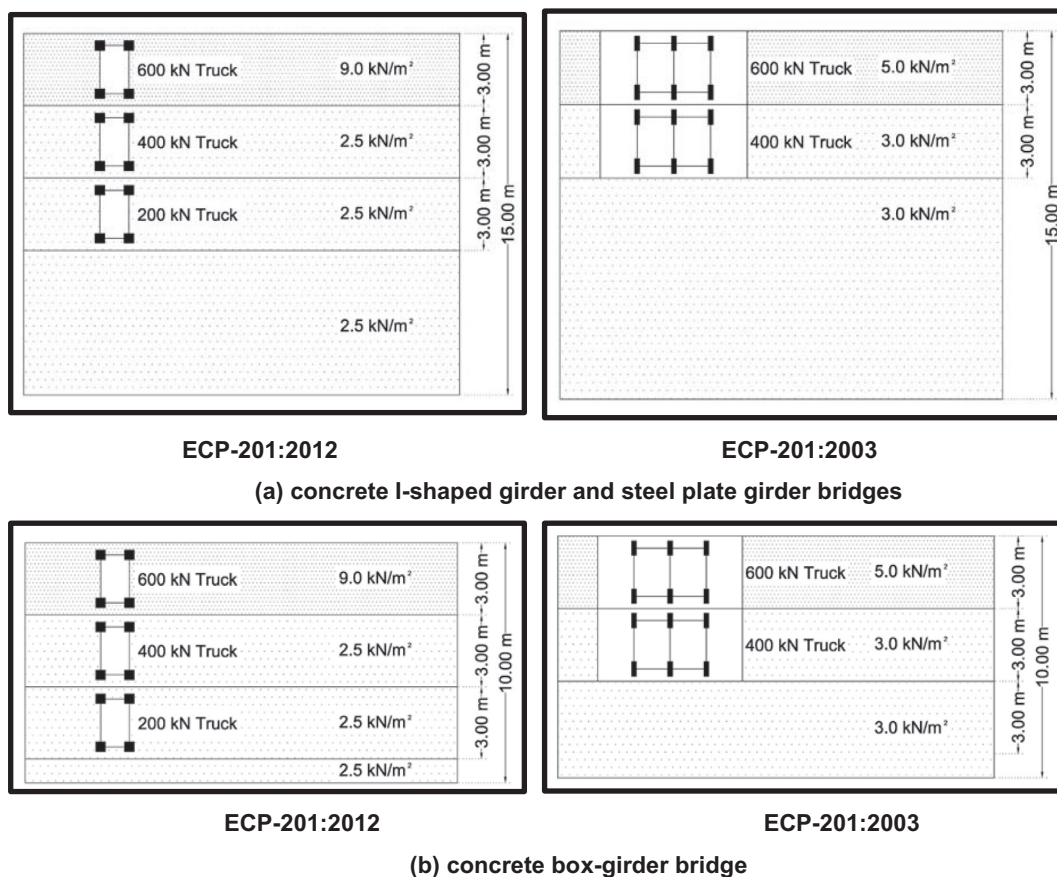 600 kN Truck 9.0 kN/m²
400 kN Truck 2.5 kN/m²
200 kN Truck 2.5 kN/m²
2.5 kN/m²
3.00 m
3.00 m
3.00 m
15.00 m
600 kN Truck 5.0 kN/m²
400 kN Truck 3.0 kN/m²
3.0 kN/m²
3.00 m
3.00 m
15.00 m
ECP-201:2012
ECP-201:2003
(a) concrete I-shaped girder and steel plate girder bridges
600 kN Truck 9.0 kN/m²
400 kN Truck 2.5 kN/m²
200 kN Truck 2.5 kN/m²
2.5 kN/m²
3.00 m
3.00 m
3.00 m
10.00 m
600 kN Truck 5.0 kN/m²
400 kN Truck 3.0 kN/m²
3.0 kN/m²
3.00 m
3.00 m
3.00 m
10.00 m
ECP-201:2012
ECP-201:2003
(b) concrete box-girder bridge